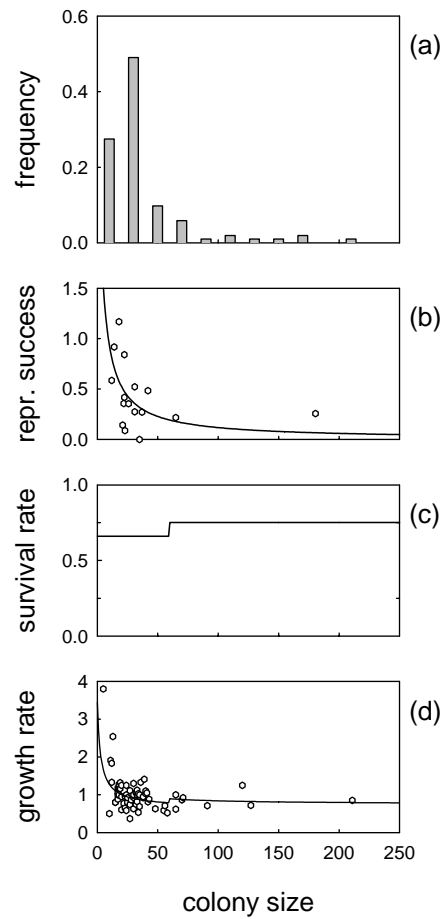 0.6
(a)
0.4
frequency
0.2
0.0
1.5
(b)
1.0
repr. success
0.5
0.0
1.0
(c)
survival rate
0.5
0.0
4
(d)
3
growth rate
2
1
0
0 50 100 150 200 250
colony size